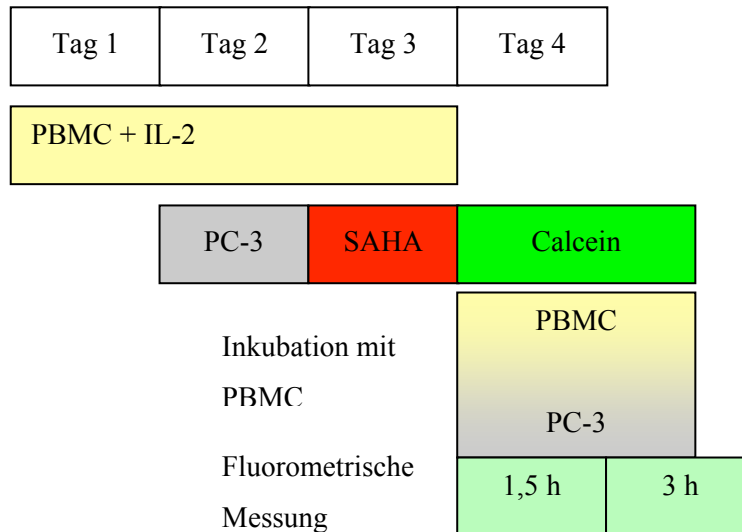 Tag 1 Tag 2 Tag 3 Tag 4
PBMC + IL-2
PC-3 SAHA Calcein
PBMC
Inkubation mit
PBMC
PC-3
Fluorometrische
Messung
1,5 h 3 h